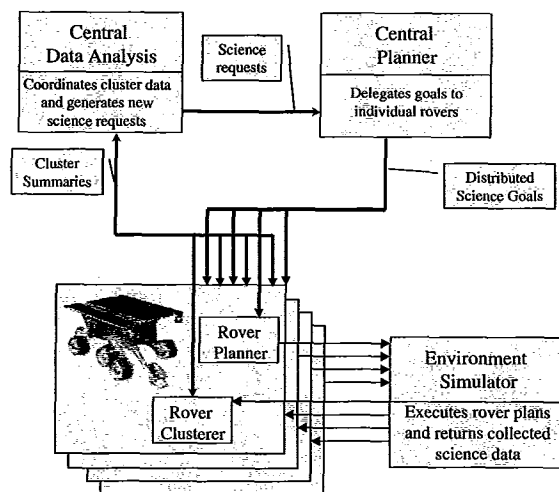 Central
Data Analysis
Coordinates cluster data
and generates new
science requests
Science
requests
Central
Planner
Delegates goals to
individual rovers
Cluster
Summaries
Distributed
Science Goals
Rover
Planner
Rover
Clusterer
Environment
Simulator
Executes rover plans
and returns collected
science data